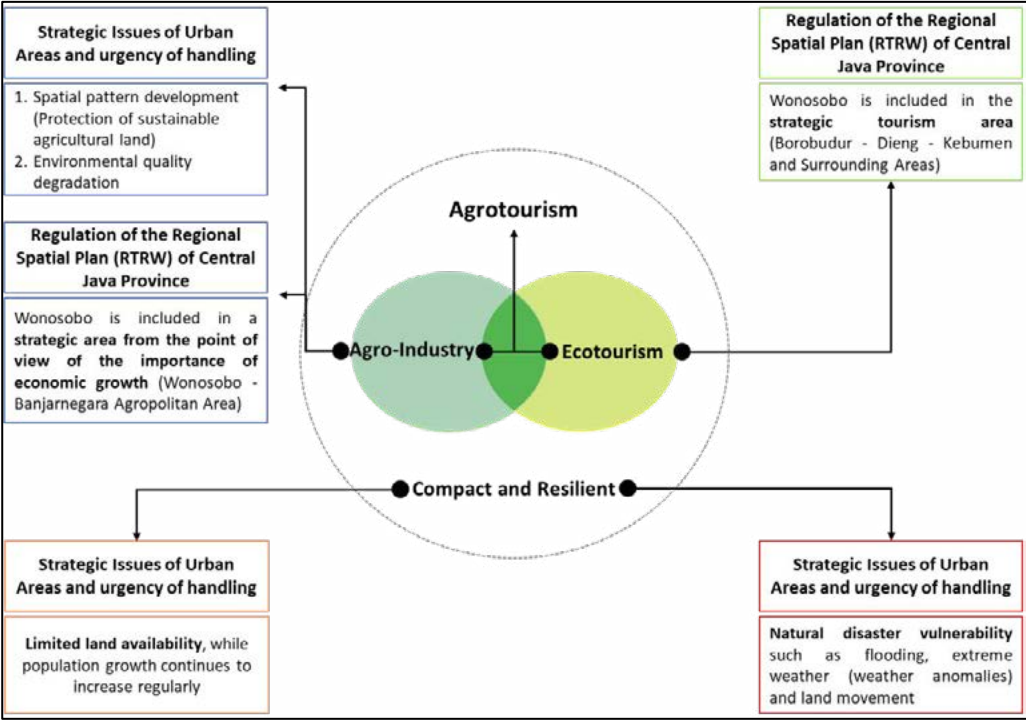 Strategic Issues of Urban
Areas and urgency of handling
1. Spatial pattern development
(Protection of sustainable
agricultural land)
2. Environmental quality
degradation
Regulation of the Regional
Spatial Plan (RTRW) of Central
Java Province
Wonosobo is included in a
strategic area from the point of
view of the importance of
economic growth (Wonosobo -
Banjarnegara Agropolitan Area)
Regulation of the Regional
Spatial Plan (RTRW) of Central
Java Province
Wonosobo is included in the
strategic tourism area
(Borobudur - Dieng - Kebumen
and Surrounding Areas)
Agrotourism
Agro-Industry
Ecotourism
Compact and Resilient
Strategic Issues of Urban
Areas and urgency of handling
Limited land availability, while
population growth continues to
increase regularly
Strategic Issues of Urban
Areas and urgency of handling
Natural disaster vulnerability
such as flooding, extreme
weather (weather anomalies)
and land movement